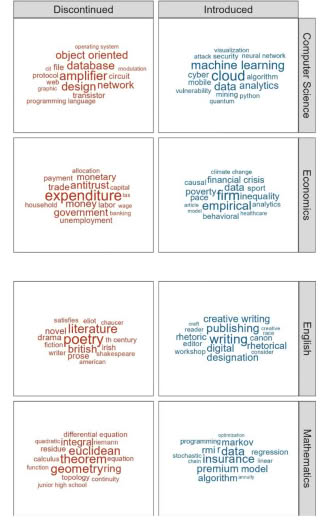 Discontinued
Introduced
Computer Science
operating system
object oriented
cd file database modulation
protocol amplifier circuit
web
graphic design network
transistor
programming language
visualization
attack security neural network
machine learning
cyber cloud algorithm
mobile data analytics
vulnerability mining python
quantum
Economics
allocation
payment monetary
trade antitrust capital
expenditure tax
household money labor wage
government banking
unemployment
climate change
financial crisis
causal data sport
poverty firm inequality
pace
article empirical analytics
model
behavioral healthcare
English
satisfies eliot chaucer
novel literature
drama poetry th century
fiction british irish
writer prose shakespeare
american
creative writing
craft publishing creative
reader race
rhetoric writing canon
editor digital rhetorical
workshop consider
designation
Mathematics
differential equation
quadratic integral riemann
residue euclidean
calculus theorem equation
function geometry ring
topology continuity
junior high school
optimization
programming markov
rmi r data regression
stochastic
chain insurance linear
premium model
algorithm annuity